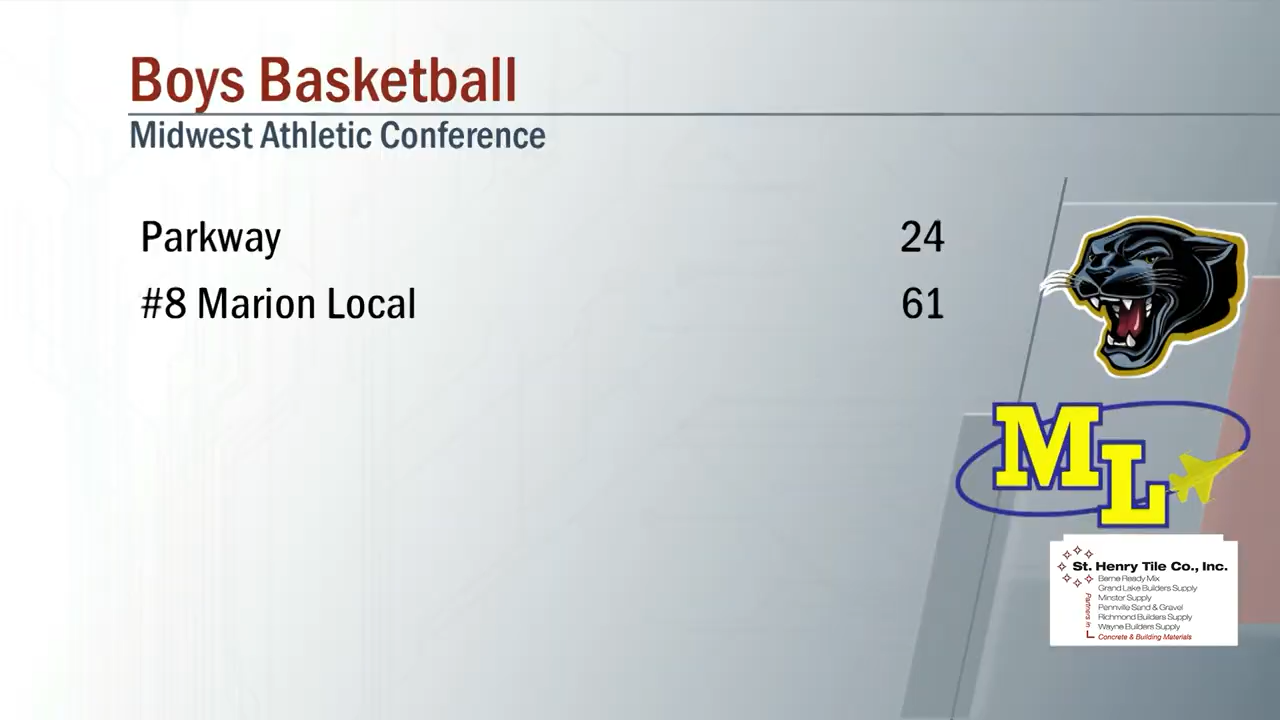 Boys Basketball
Midwest Athletic Conference
Parkway 24
#8 Marion Local 61
ML
St. Henry Tile Co., Inc.
Berne Ready Mix
Grand Lake Builders Supply
Minster Supply
Pennville Sand & Gravel
Richmond Builders Supply
Wayne Builders Supply
Partners in
Concrete & Building Materials